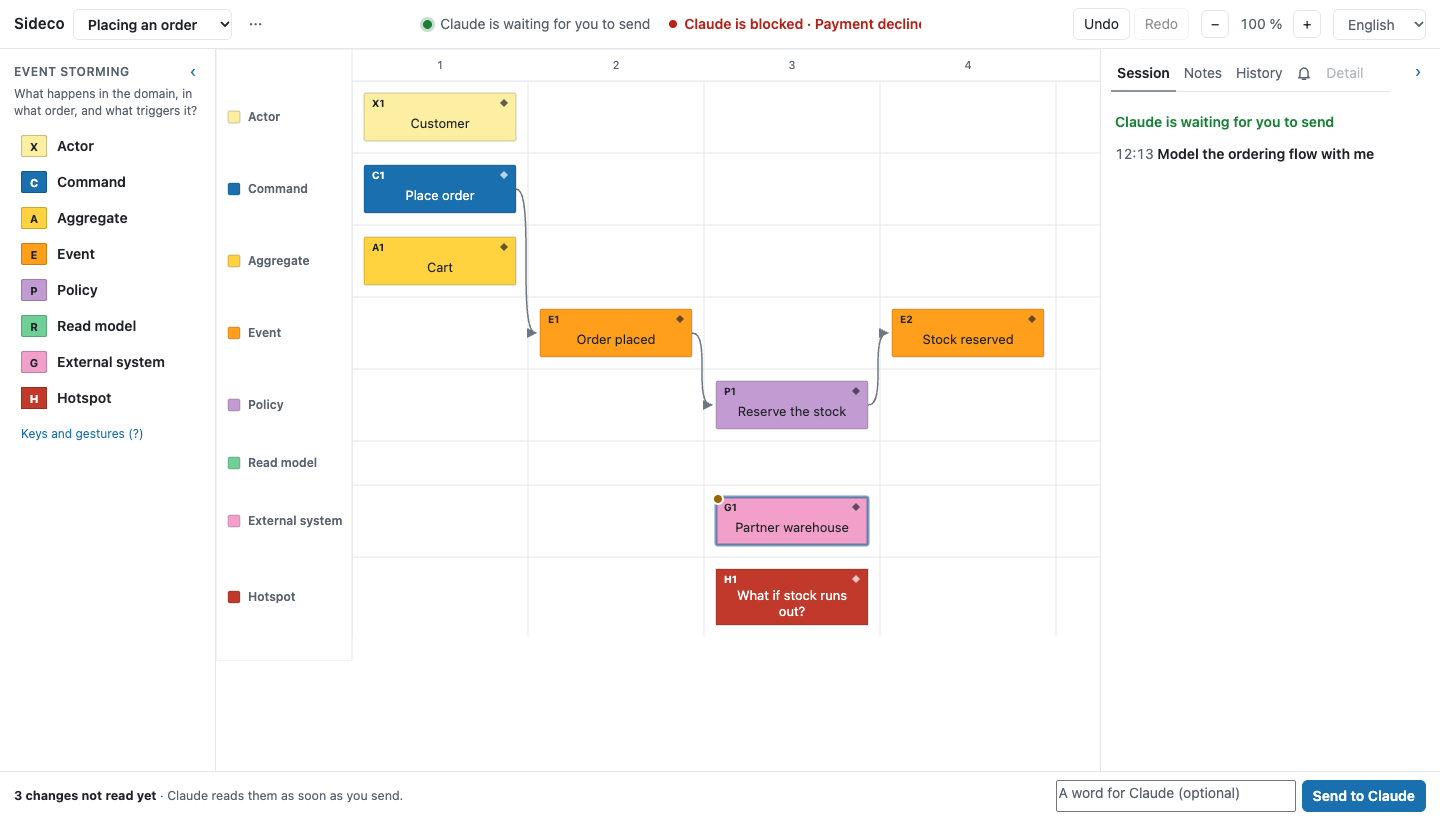 Sideco
Placing an order
···
Claude is waiting for you to send
Claude is blocked · Payment decline
Undo
Redo
−
100 %
+
English
EVENT STORMING
‹
What happens in the domain, in
what order, and what triggers it?
X Actor
C Command
A Aggregate
E Event
P Policy
R Read model
G External system
H Hotspot
Keys and gestures (?)
1
2
3
4
Actor
X1
Customer
Command
C1
Place order
Aggregate
A1
Cart
Event
E1
Order placed
E2
Stock reserved
Policy
P1
Reserve the stock
Read model
External system
G1
Partner warehouse
Hotspot
H1
What if stock runs
out?
Session
Notes
History
Detail
›
Claude is waiting for you to send
12:13 Model the ordering flow with me
3 changes not read yet · Claude reads them as soon as you send.
A word for Claude (optional)
Send to Claude